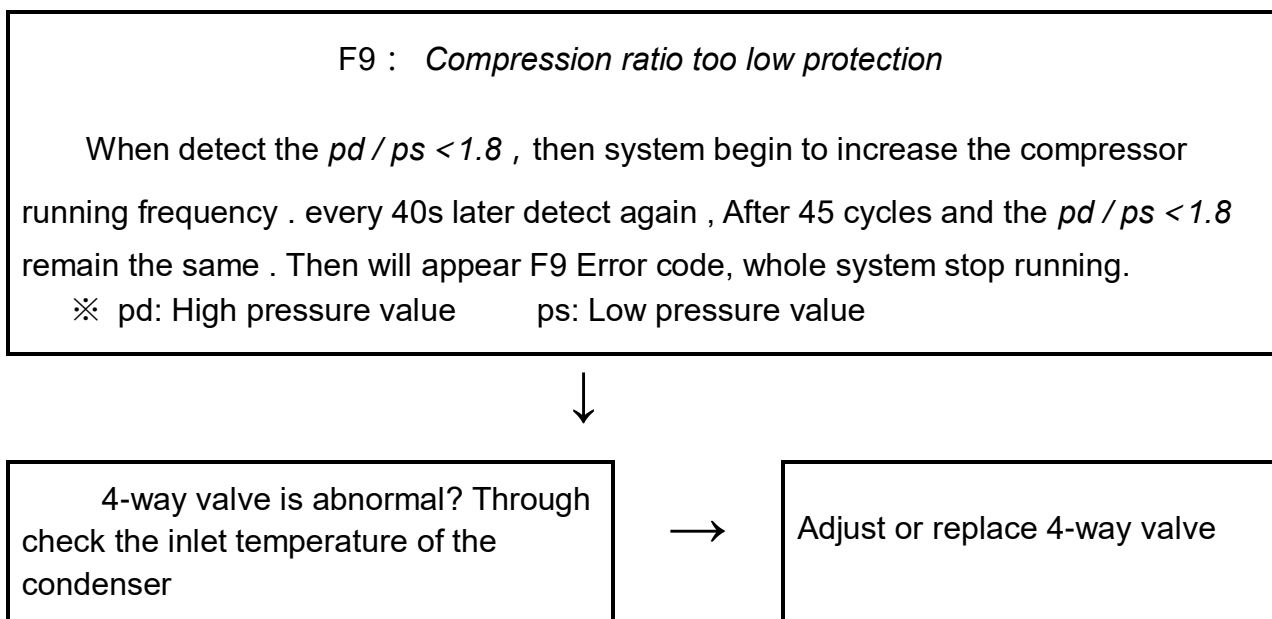 F9： Compression ratio too low protection
When detect the pd / ps ＜1.8 , then system begin to increase the compressor
running frequency . every 40s later detect again , After 45 cycles and the pd / ps ＜1.8
remain the same . Then will appear F9 Error code, whole system stop running.
※ pd: High pressure value ps: Low pressure value
↓
4-way valve is abnormal? Through
check the inlet temperature of the
condenser
→
Adjust or replace 4-way valve